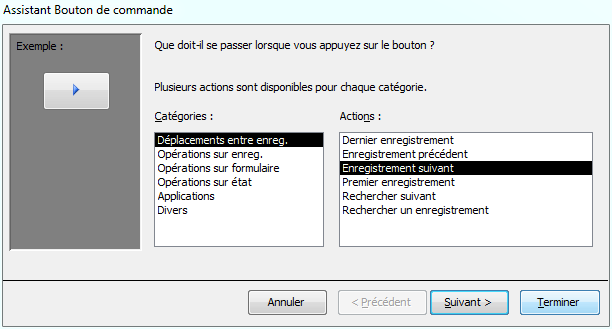 Assistant Bouton de commande
Exemple :
Que doit-il se passer lorsque vous appuyez sur le bouton ?
Plusieurs actions sont disponibles pour chaque catégorie.
Catégories :
Déplacements entre enreg.
Opérations sur enreg.
Opérations sur formulaire
Opérations sur état
Applications
Divers
Actions :
Dernier enregistrement
Enregistrement précédent
Enregistrement suivant
Premier enregistrement
Rechercher suivant
Rechercher un enregistrement
Annuler
< Précédent
Suivant >
Terminer